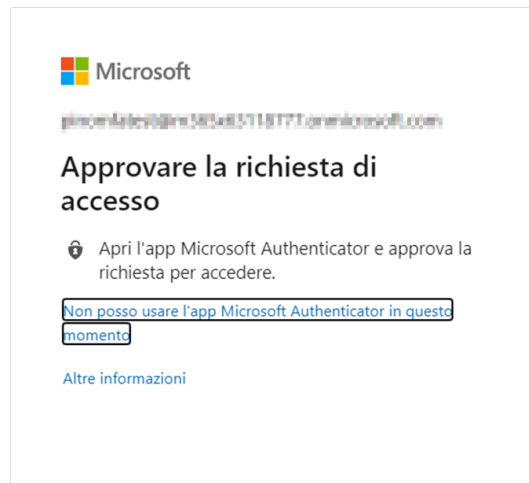 Microsoft
Approvare la richiesta di
accesso
Apri l'app Microsoft Authenticator e approva la
richiesta per accedere.
Non posso usare l'app Microsoft Authenticator in questo
momento
Altre informazioni